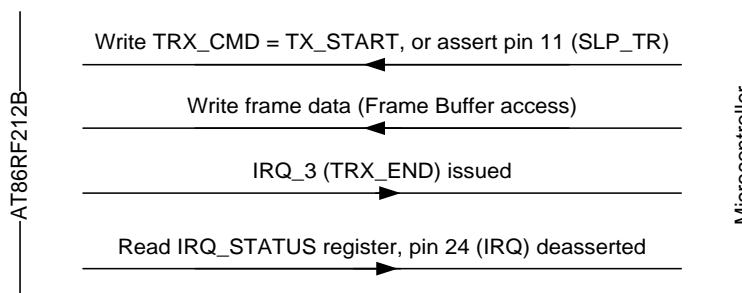 Write TRX_CMD = TX_START, or assert pin 11 (SLP_TR)
Write frame data (Frame Buffer access)
IRQ_3 (TRX_END) issued
Read IRQ_STATUS register, pin 24 (IRQ) deasserted
AT86RF212B
Microcontroller